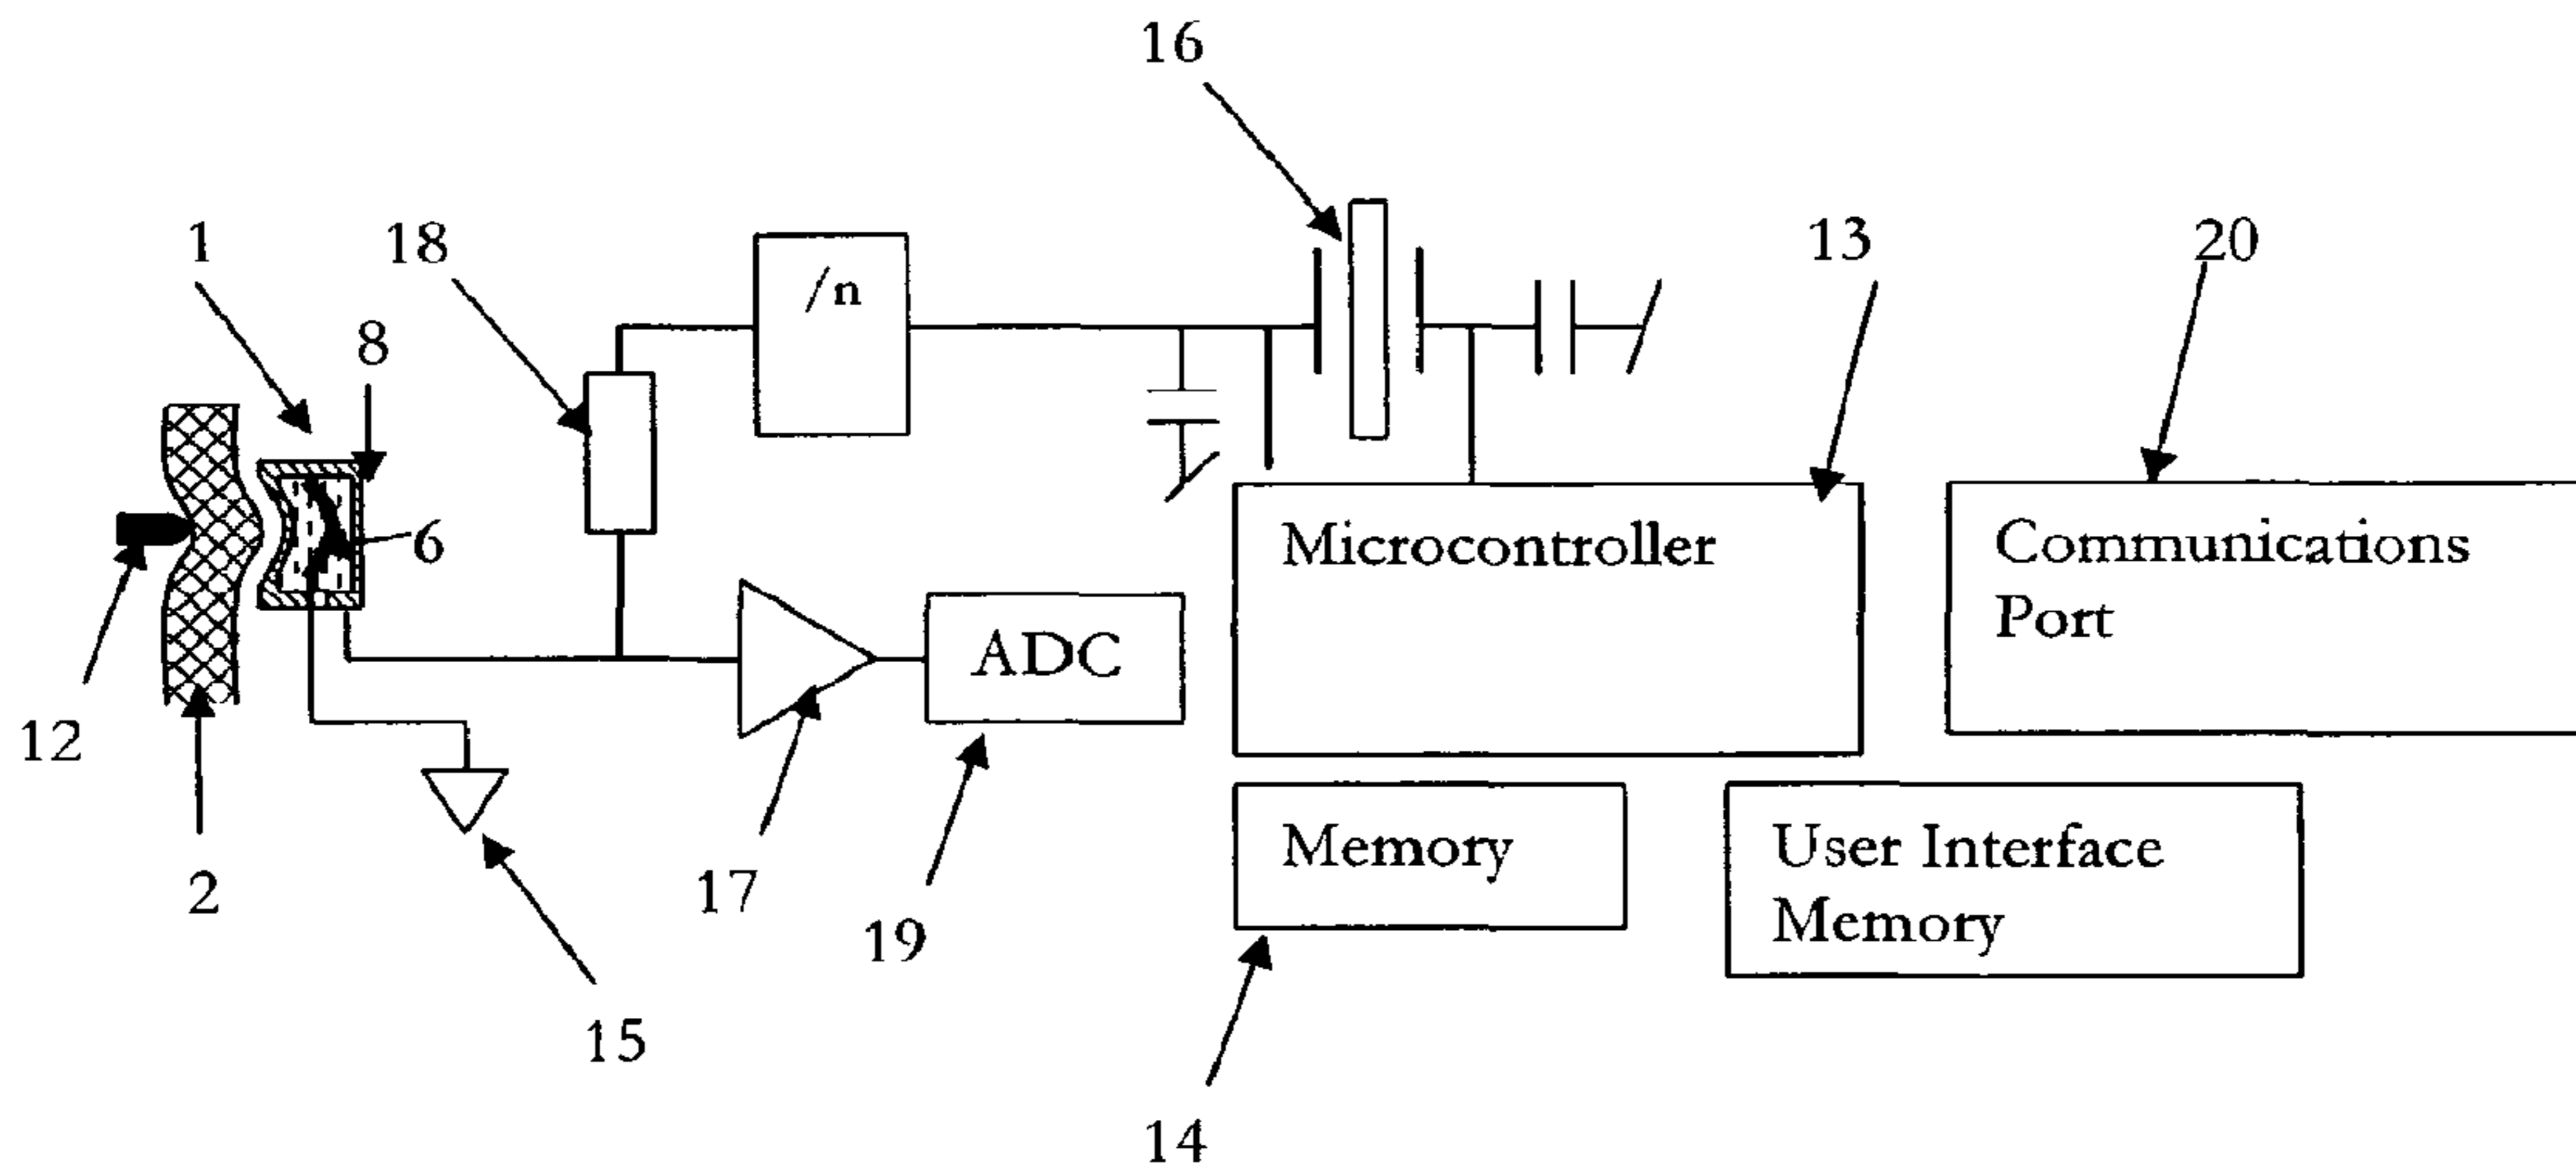 16
1
18
/n
13
20
8
6
Microcontroller
Communications
Port
ADC
12
2
17
19
Memory
User Interface
Memory
15
14